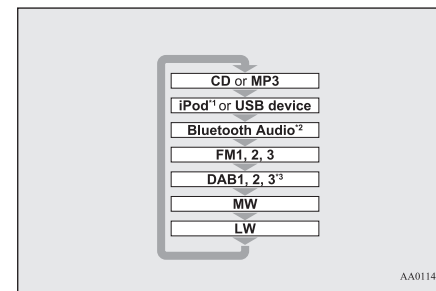 CD or MP3
iPod*1 or USB device
Bluetooth Audio*2
FM1, 2, 3
DAB1, 2, 3*3
MW
LW
AA0114